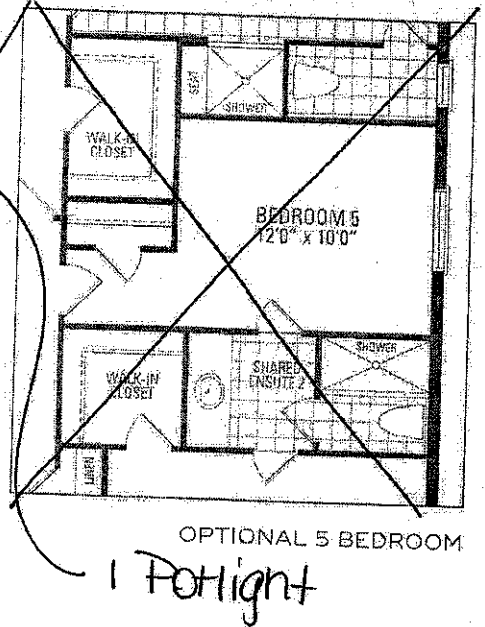 SEAT
SHOWER
WALK-IN
CLOSET
BEDROOM 5
12'0" x 10'0"
SHOWER
WALK-IN
CLOSET
SHARED
ENSUITE 2
LINEN
OPTIONAL 5 BEDROOM
1 Potlight